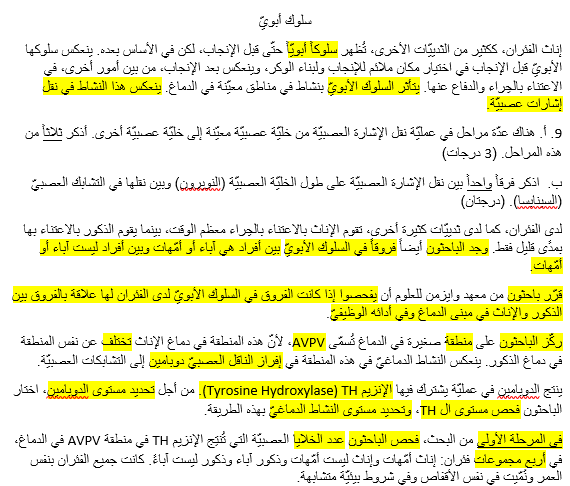 سلوك أبويّ
إناث الفئران، ككثير من الثدييّات الأخرى، تُظهر سلوكاً أبويّاً حتّى قبل الإنجاب، لكن في الأساس بعده. ينعكس سلوكها
الأبويّ قبل الإنجاب في اختيار مكان ملائم للإنجاب ولبناء الوكر، وينعكس بعد الإنجاب، من بين أمور أخرى، في
الاعتناء بالجراء والدفاع عنها. يتأثر السلوك الأبويّ بنشاط في مناطق معيّنة في الدماغ. ينعكس هذا النشاط في نقل
إشارات عصبيّة.
9. أ. هناك عدّة مراحل في عمليّة نقل الإشارة العصبيّة من خليّة عصبيّة معيّنة إلى خليّة عصبيّة أخرى. أذكر ثلاثاً من
هذه المراحل. (3 درجات)
ب. اذكر فرقاً واحداً بين نقل الإشارة العصبيّة على طول الخليّة العصبيّة (النويرون) وبين نقلها في التشابك العصبيّ
(السينابسا). (درجتان)
لدى الفئران، كما لدى ثدييات كثيرة أخرى، تقوم الإناث بالاعتناء بالجراء معظم الوقت، بينما يقوم الذكور بالاعتناء بها
بمدًى قليل فقط. وجد الباحثون أيضاً فروقاً في السلوك الأبويّ بين أفراد هي آباء أو أمّهات وبين أفراد ليست آباء أو
أمّهات.
قرّر باحثون من معهد وايزمن للعلوم أن يفحصوا إذا كانت الفروق في السلوك الأبويّ لدى الفئران لها علاقة بالفروق بين
الذكور والإناث في مبنى الدماغ وفي أدائه الوظيفيّ.
ركّز الباحثون على منطقة صغيرة في الدماغ تُسمّى AVPV، لأنّ هذه المنطقة في دماغ الإناث تختلف عن نفس المنطقة
في دماغ الذكور. ينعكس النشاط الدماغيّ في هذه المنطقة في إفراز الناقل العصبيّ دوبامين إلى التشابكات العصبيّة.
ينتج الدوبامين في عمليّة يشترك فيها الإنزيم TH (Tyrosine Hydroxylase). من أجل تحديد مستوى الدوبامين، اختار
الباحثون فحص مستوى ال TH، وتحديد مستوى النشاط الدماغيّ بهذه الطريقة.
في المرحلة الأولى من البحث، فحص الباحثون عدد الخلايا العصبيّة التي تُنتِج الإنزيم TH في منطقة AVPV في الدماغ،
في أربع مجموعات فئران: إناث أمّهات وإناث ليست أمّهات وذكور آباء وذكور ليست آباءً. كانت جميع الفئران بنفس
العمر ونُمّيت في نفس الأقفاص وفي شروط بيئيّة متشابهة.